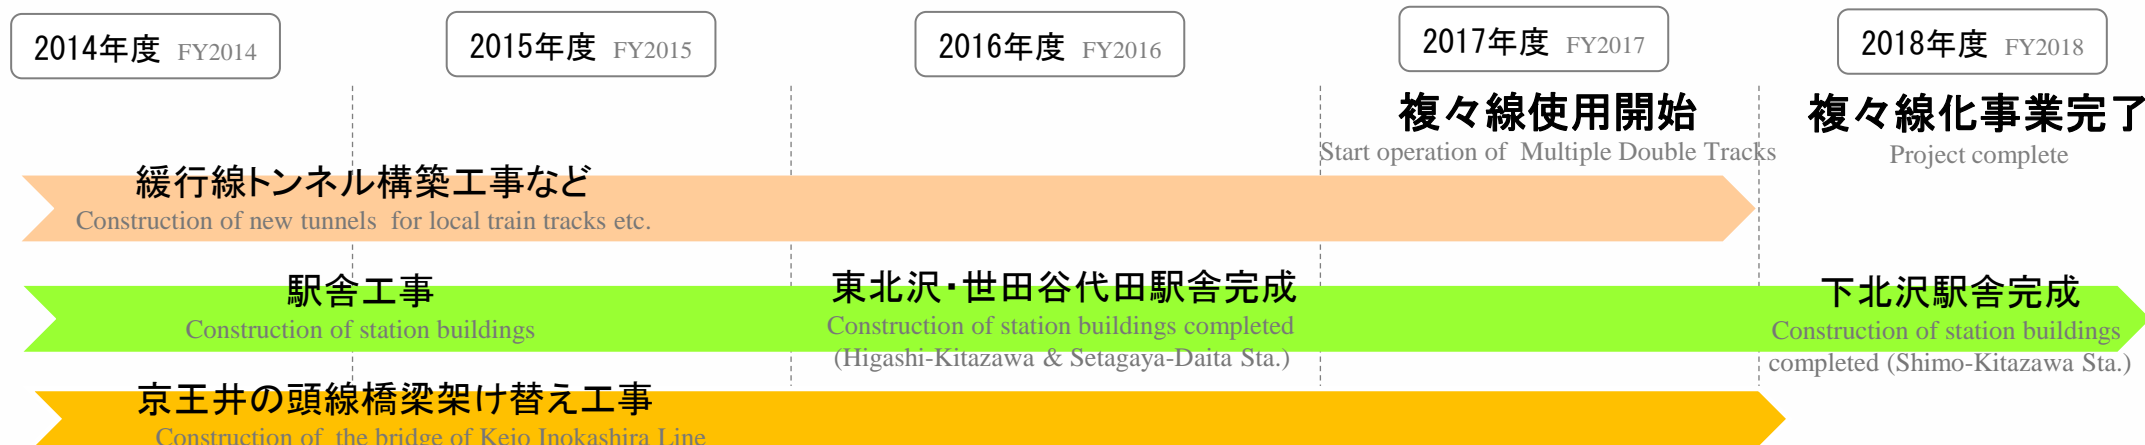 2014年度 FY2014
2015年度 FY2015
2016年度 FY2016
2017年度 FY2017
2018年度 FY2018
複々線使用開始
Start operation of Multiple Double Tracks
複々線化事業完了
Project complete
緩行線トンネル構築工事など
Construction of new tunnels for local train tracks etc.
駅舎工事
Construction of station buildings
東北沢・世田谷代田駅舎完成
Construction of station buildings completed
(Higashi-Kitazawa & Setagaya-Daita Sta.)
下北沢駅舎完成
Construction of station buildings
completed (Shimo-Kitazawa Sta.)
京王井の頭線橋梁架け替え工事
Construction of the bridge of Keio Inokashira Line